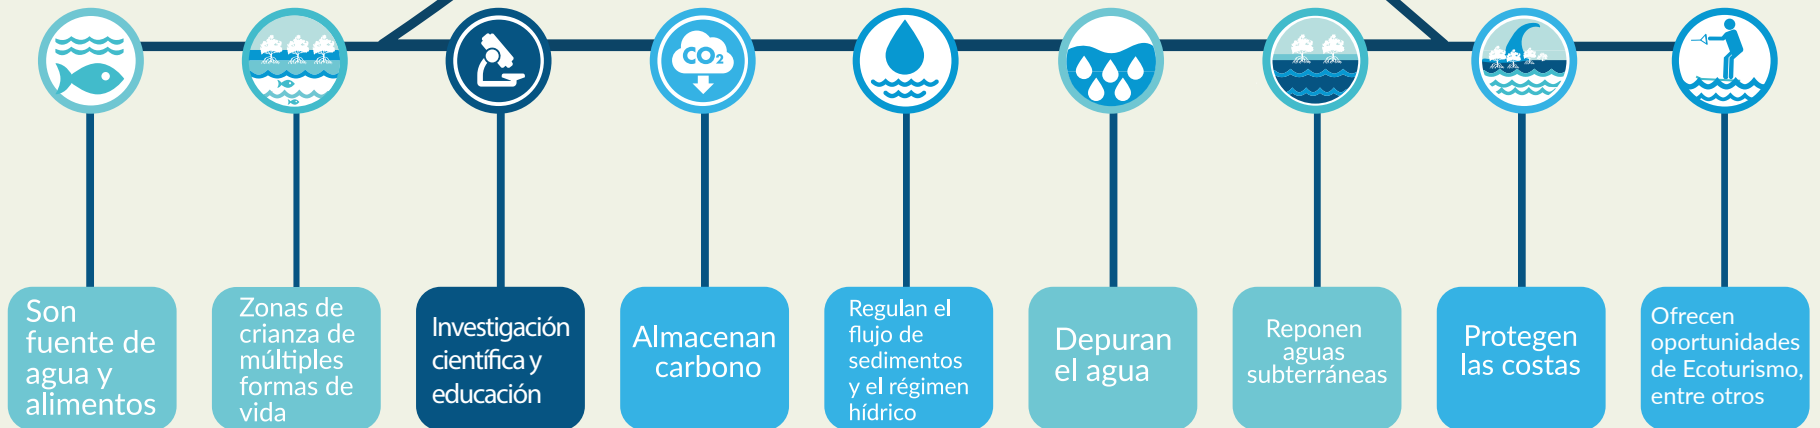 CO₂
Son
fuente de
agua y
alimentos
Zonas de
crianza de
múltiples
formas de
vida
Investigación
científica y
educación
Almacenan
carbono
Regulan el
flujo de
sedimentos
y el régimen
hídrico
Depuran
el agua
Reponen
aguas
subterráneas
Protegen
las costas
Ofrecen
oportunidades
de Ecoturismo,
entre otros